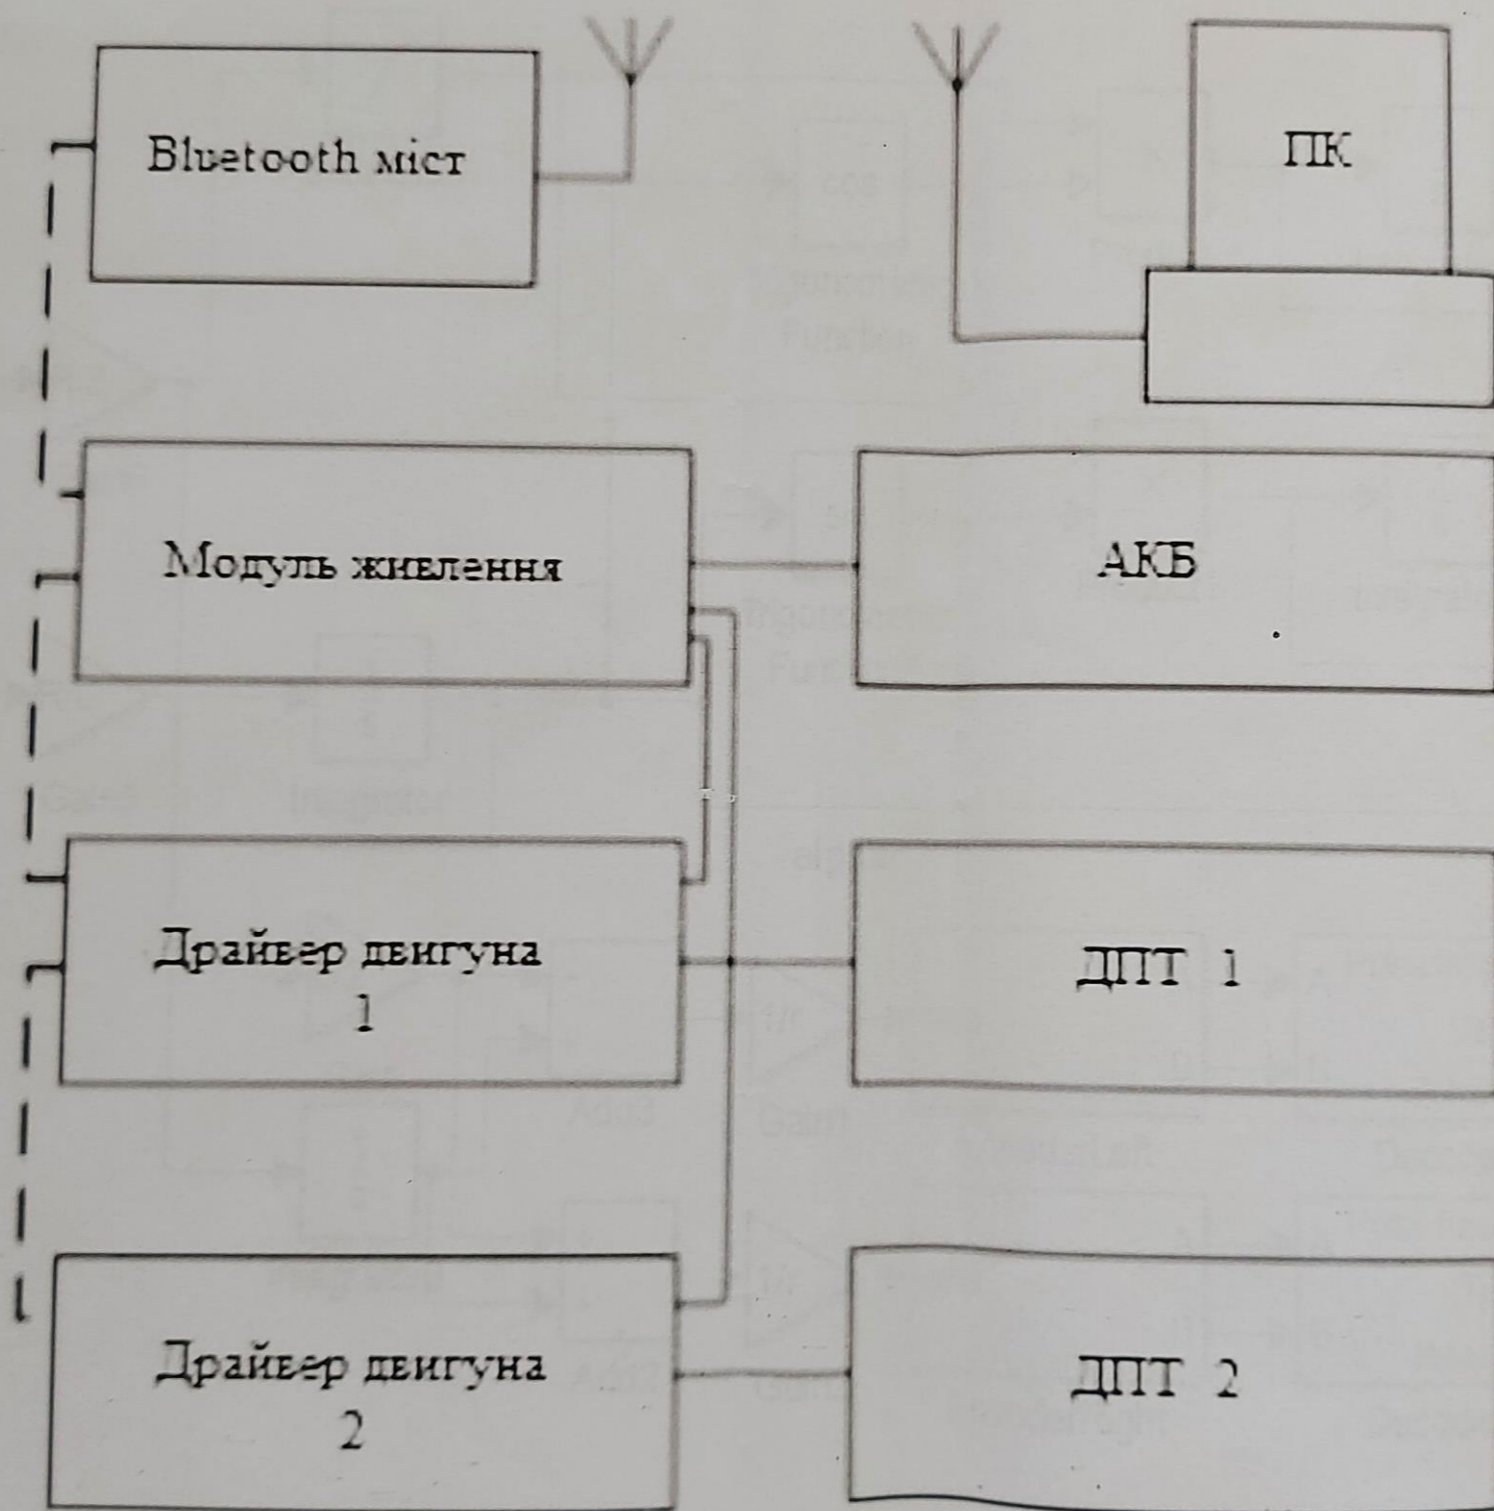 Bluetooth міст
ПК
Модуль живлення
АКБ
Драйвер двигуна
1
ДПТ 1
Драйвер двигуна
2
ДПТ 2